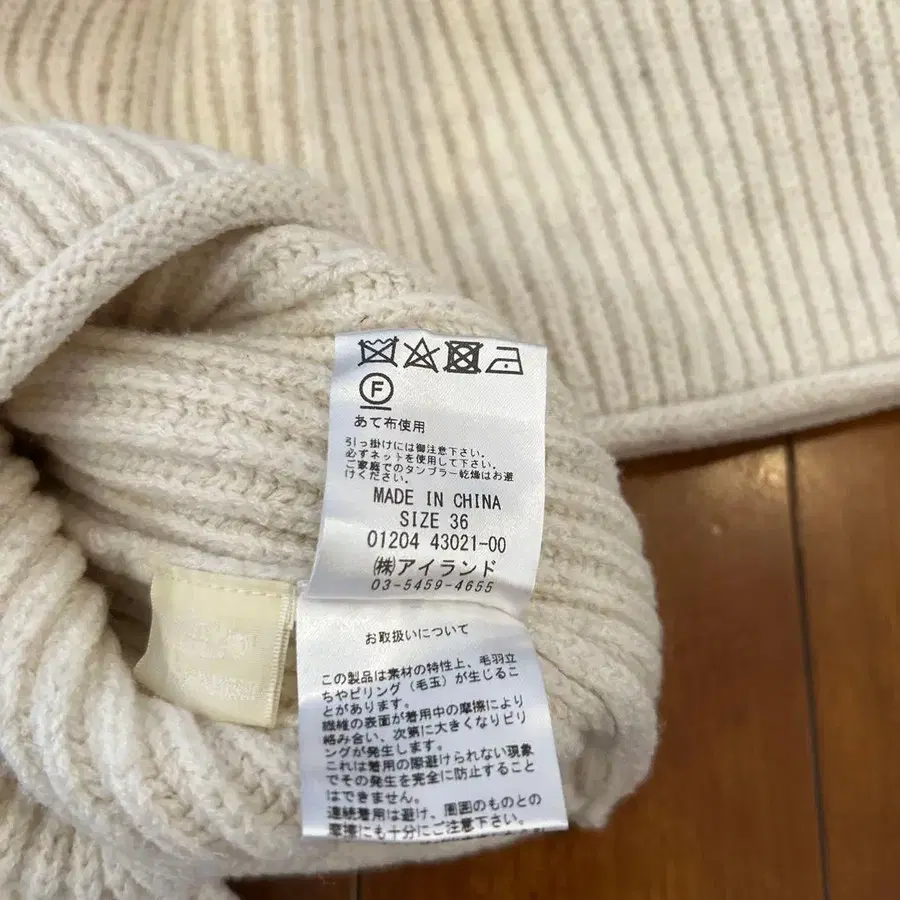 F
あて布使用
引っ掛けには御注意下さい。
必ずネットを使用して下さい。
ご家庭でのタンブラー乾燥はお避
けください。
MADE IN CHINA
SIZE 36
01204 43021-00
㈱アイランド
03-5459-4655
お取扱いについて
この製品は素材の特性上、毛羽立
ちやピリング（毛玉）が生じるこ
とがあります。
繊維の表面が着用中の摩擦により
絡み合い、次第に大きくなりピリ
ングが発生します。
これは着用の際避けられない現象
でその発生を完全に防止すること
はできません。
連続着用は避け、周囲のものとの
摩擦にも十分にご注意下さい。